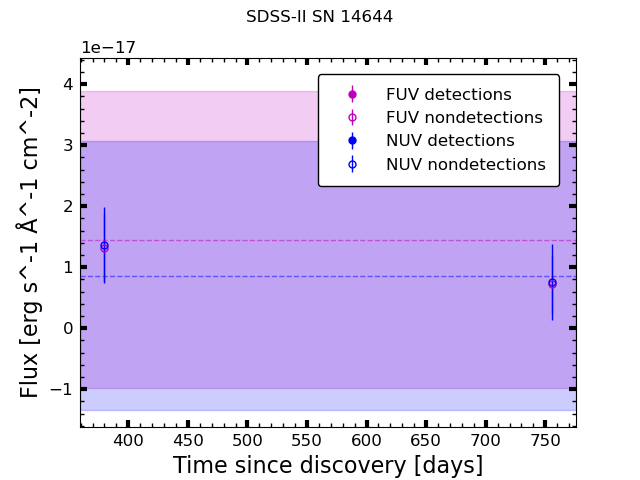 SDSS-II SN 14644
1e−17
FUV detections
FUV nondetections
NUV detections
NUV nondetections
4
3
2
1
0
−1
Flux [erg s^-1 Å^-1 cm^-2]
400 450 500 550 600 650 700 750
Time since discovery [days]